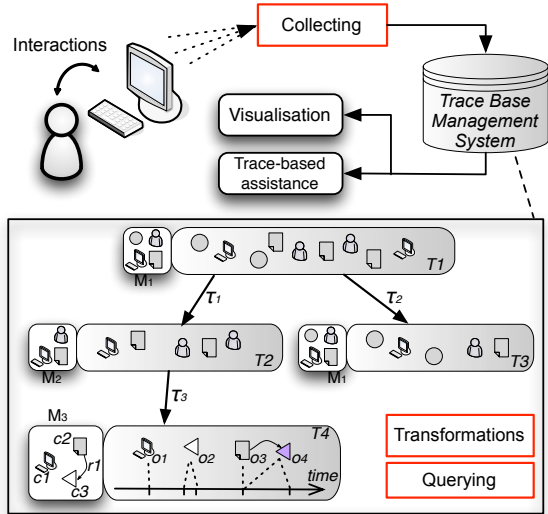 Collecting
Interactions
Visualisation
Trace Base
Management
System
Trace-based
assistance
M1
T1
τ1
τ2
M2
T2
M1
T3
τ3
M3
T4
c2
r1
c1
c3
o1
o2
o3
o4
time
Transformations
Querying